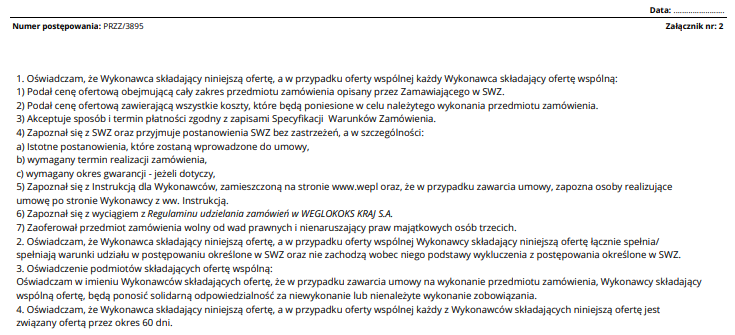 Data: ........................
Numer postępowania: PRZZ/3895 Załącznik nr: 2
1. Oświadczam, że Wykonawca składający niniejszą ofertę, a w przypadku oferty wspólnej każdy Wykonawca składający ofertę wspólną:
1) Podał cenę ofertową obejmującą cały zakres przedmiotu zamówienia opisany przez Zamawiającego w SWZ.
2) Podał cenę ofertową zawierającą wszystkie koszty, które będą poniesione w celu należytego wykonania przedmiotu zamówienia.
3) Akceptuje sposób i termin płatności zgodny z zapisami Specyfikacji Warunków Zamówienia.
4) Zapoznał się z SWZ oraz przyjmuje postanowienia SWZ bez zastrzeżeń, a w szczególności:
a) Istotne postanowienia, które zostaną wprowadzone do umowy,
b) wymagany termin realizacji zamówienia,
c) wymagany okres gwarancji - jeżeli dotyczy,
5) Zapoznał się z Instrukcją dla Wykonawców, zamieszczoną na stronie www.wepl oraz, że w przypadku zawarcia umowy, zapozna osoby realizujące
umowę po stronie Wykonawcy z ww. Instrukcją.
6) Zapoznał się z wyciągiem z Regulaminu udzielania zamówień w WEGLOKOKS KRAJ S.A.
7) Zaoferował przedmiot zamówienia wolny od wad prawnych i nienaruszający praw majątkowych osób trzecich.
2. Oświadczam, że Wykonawca składający niniejszą ofertę, a w przypadku oferty wspólnej Wykonawcy składający niniejszą ofertę łącznie spełnia/
spełniają warunki udziału w postępowaniu określone w SWZ oraz nie zachodzą wobec niego podstawy wykluczenia z postępowania określone w SWZ.
3. Oświadczenie podmiotów składających ofertę wspólną:
Oświadczam w imieniu Wykonawców składających ofertę, że w przypadku zawarcia umowy na wykonanie przedmiotu zamówienia, Wykonawcy składający
wspólną ofertę, będą ponosić solidarną odpowiedzialność za niewykonanie lub nienależyte wykonanie zobowiązania.
4. Oświadczam, że Wykonawca składający niniejszą ofertę, a w przypadku oferty wspólnej każdy z Wykonawców składających niniejszą ofertę jest
związany ofertą przez okres 60 dni.